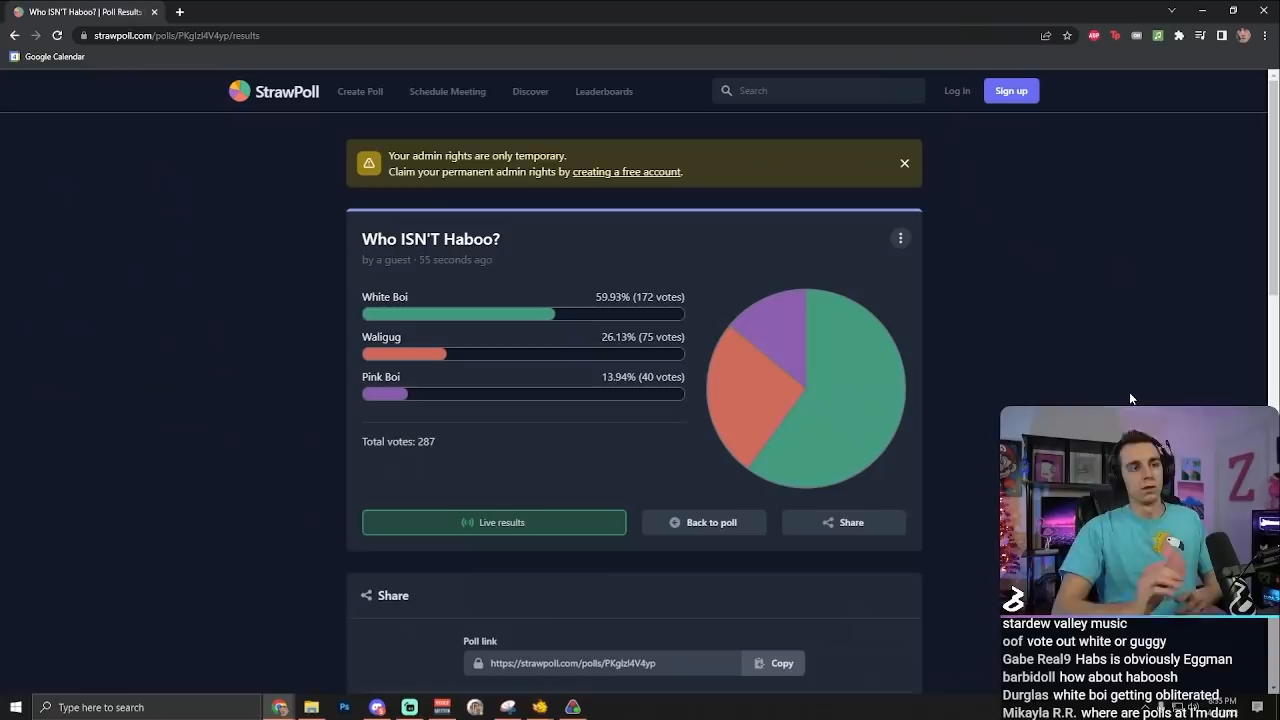 Who ISN'T Haboo? | Poll Results
strawpoll.com/polls/PKglzl4V4yp/results
Google Calendar
StrawPoll
Create Poll
Schedule Meeting
Discover
Leaderboards
Search
Log in
Sign up
Your admin rights are only temporary.
Claim your permanent admin rights by creating a free account.
Who ISN'T Haboo?
by a guest · 55 seconds ago
White Boi 59.93% (172 votes)
Waligug 26.13% (75 votes)
Pink Boi 13.94% (40 votes)
Total votes: 287
Live results
Back to poll
Share
Share
Poll link
https://strawpoll.com/polls/PKglzl4V4yp
Copy
Z
stardew valley music
oof vote out white or guggy
Gabe Real9 Habs is obviously Eggman
barbidoll how about haboosh
Durglas white boi getting obliterated
Mikayla R.R. where are polls at I'm dum
Type here to search